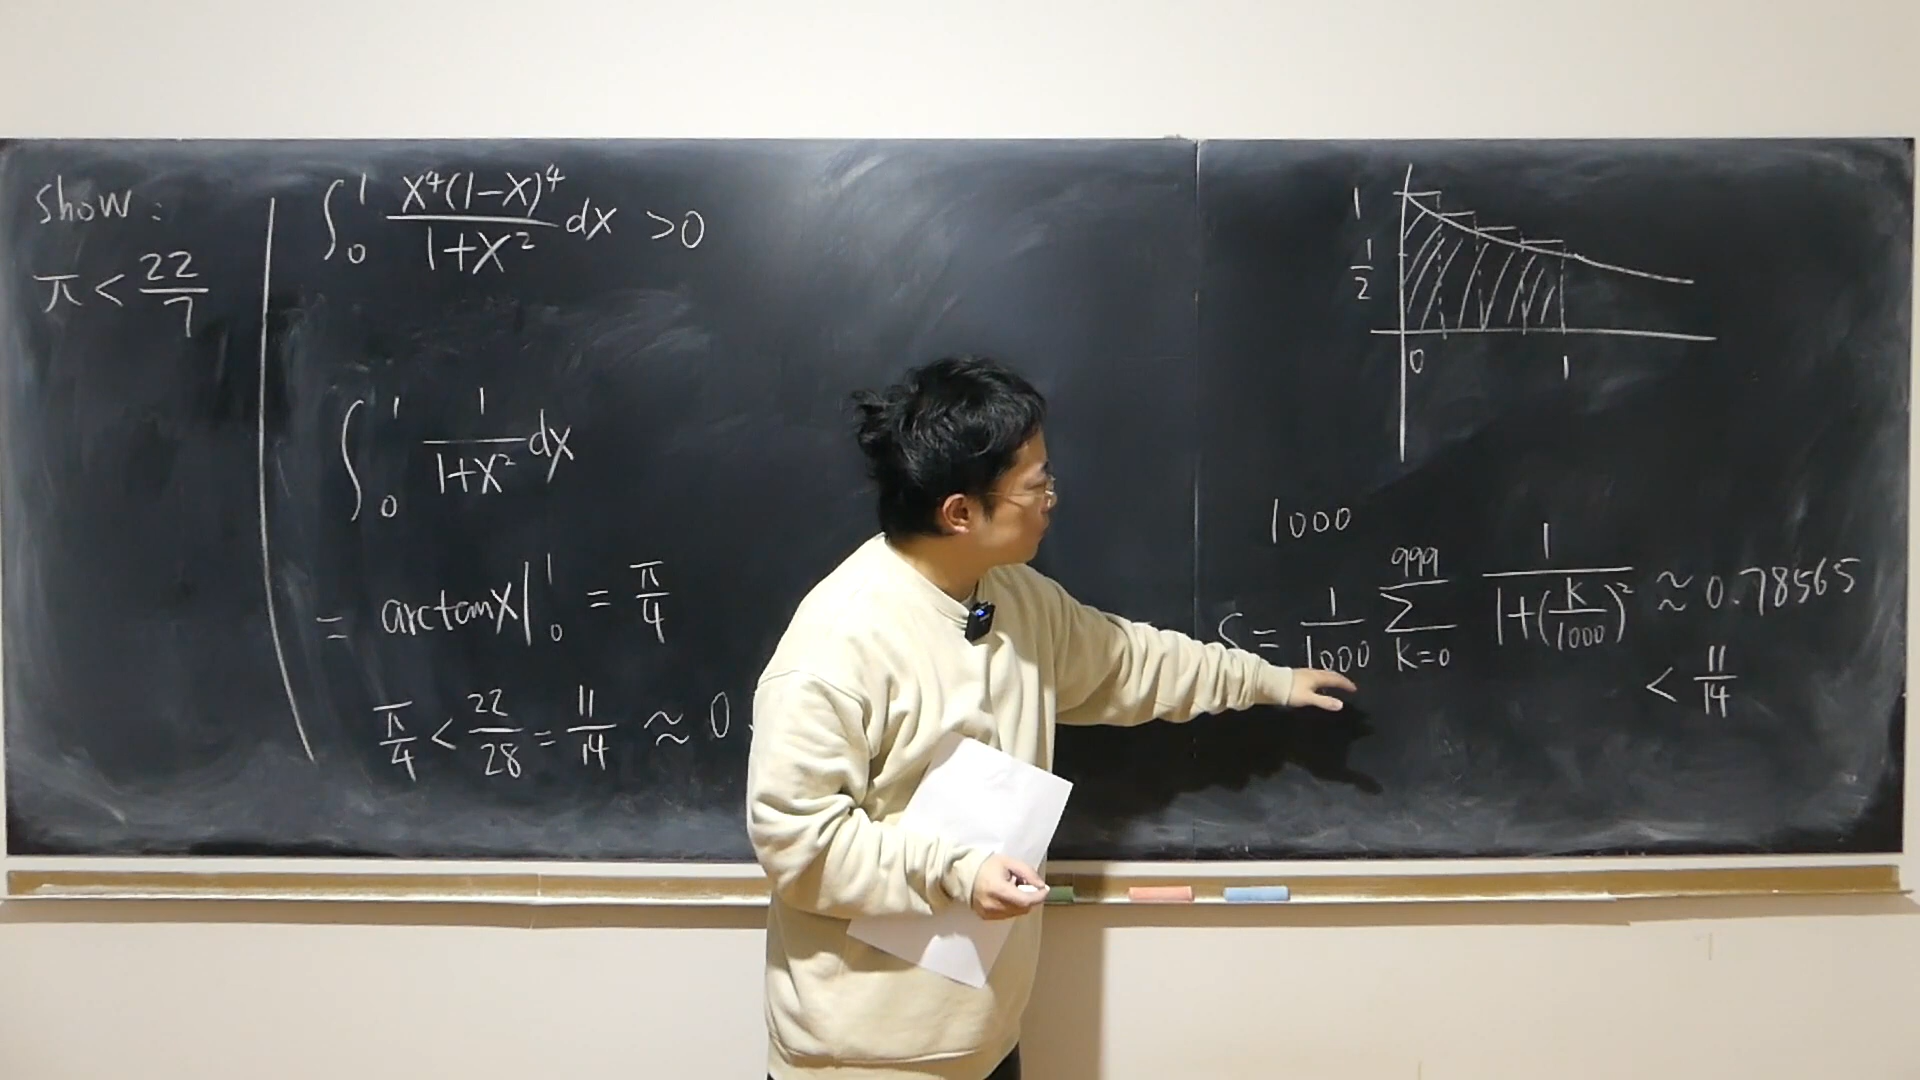 show:
π < 22/7
∫₀¹ x⁴(1-x)⁴/(1+x²) dx > 0
∫₀¹ 1/(1+x²) dx
= arctanx|₀¹ = π/4
π/4 < 22/28 = 11/14 ≈ 0
1
1/2
0 1
1000
S = 1/1000 ∑_{k=0}^{999} 1/(1+(k/1000)²) ≈ 0.78565
< 11/14